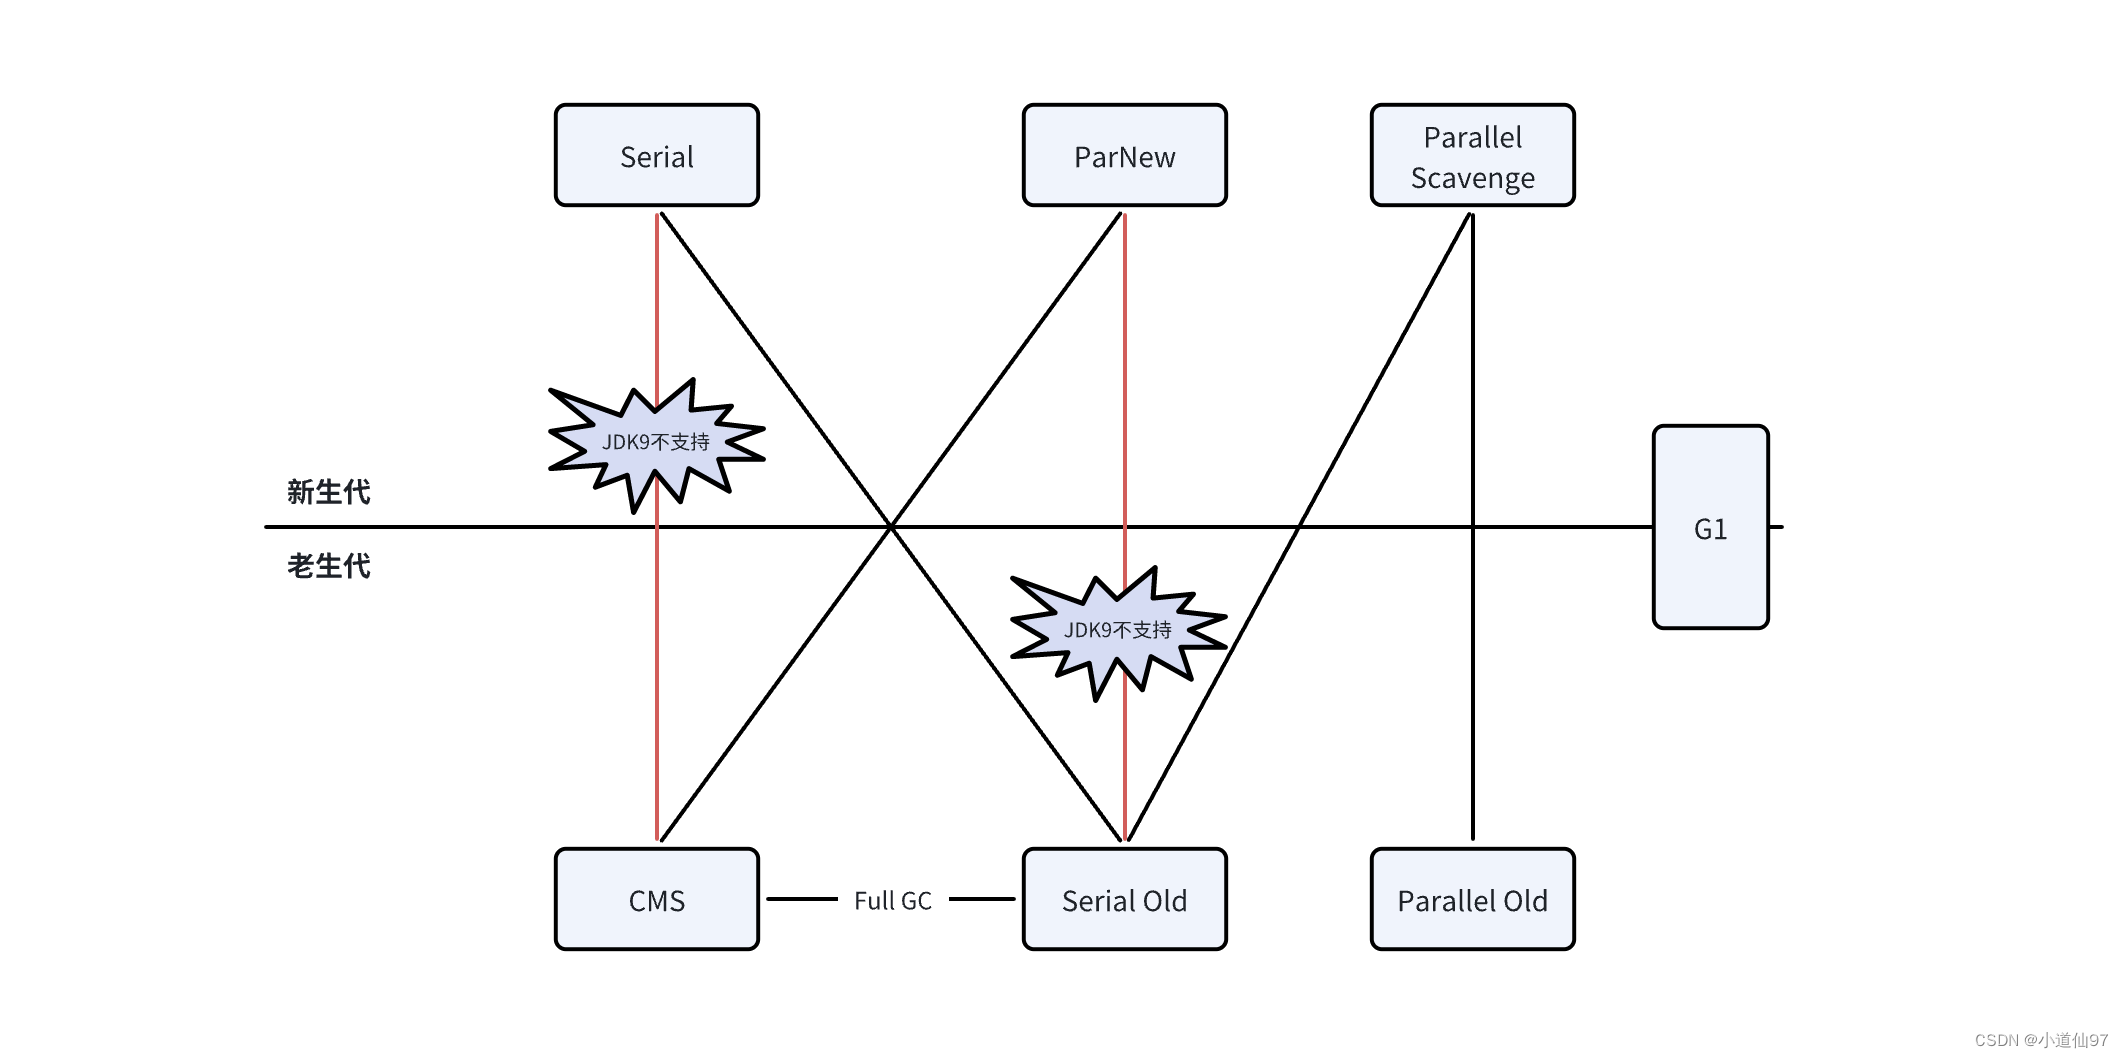 Serial
ParNew
Parallel
Scavenge
JDK9不支持
新生代
G1
老生代
JDK9不支持
CMS
Full GC
Serial Old
Parallel Old
CSDN @小道仙97